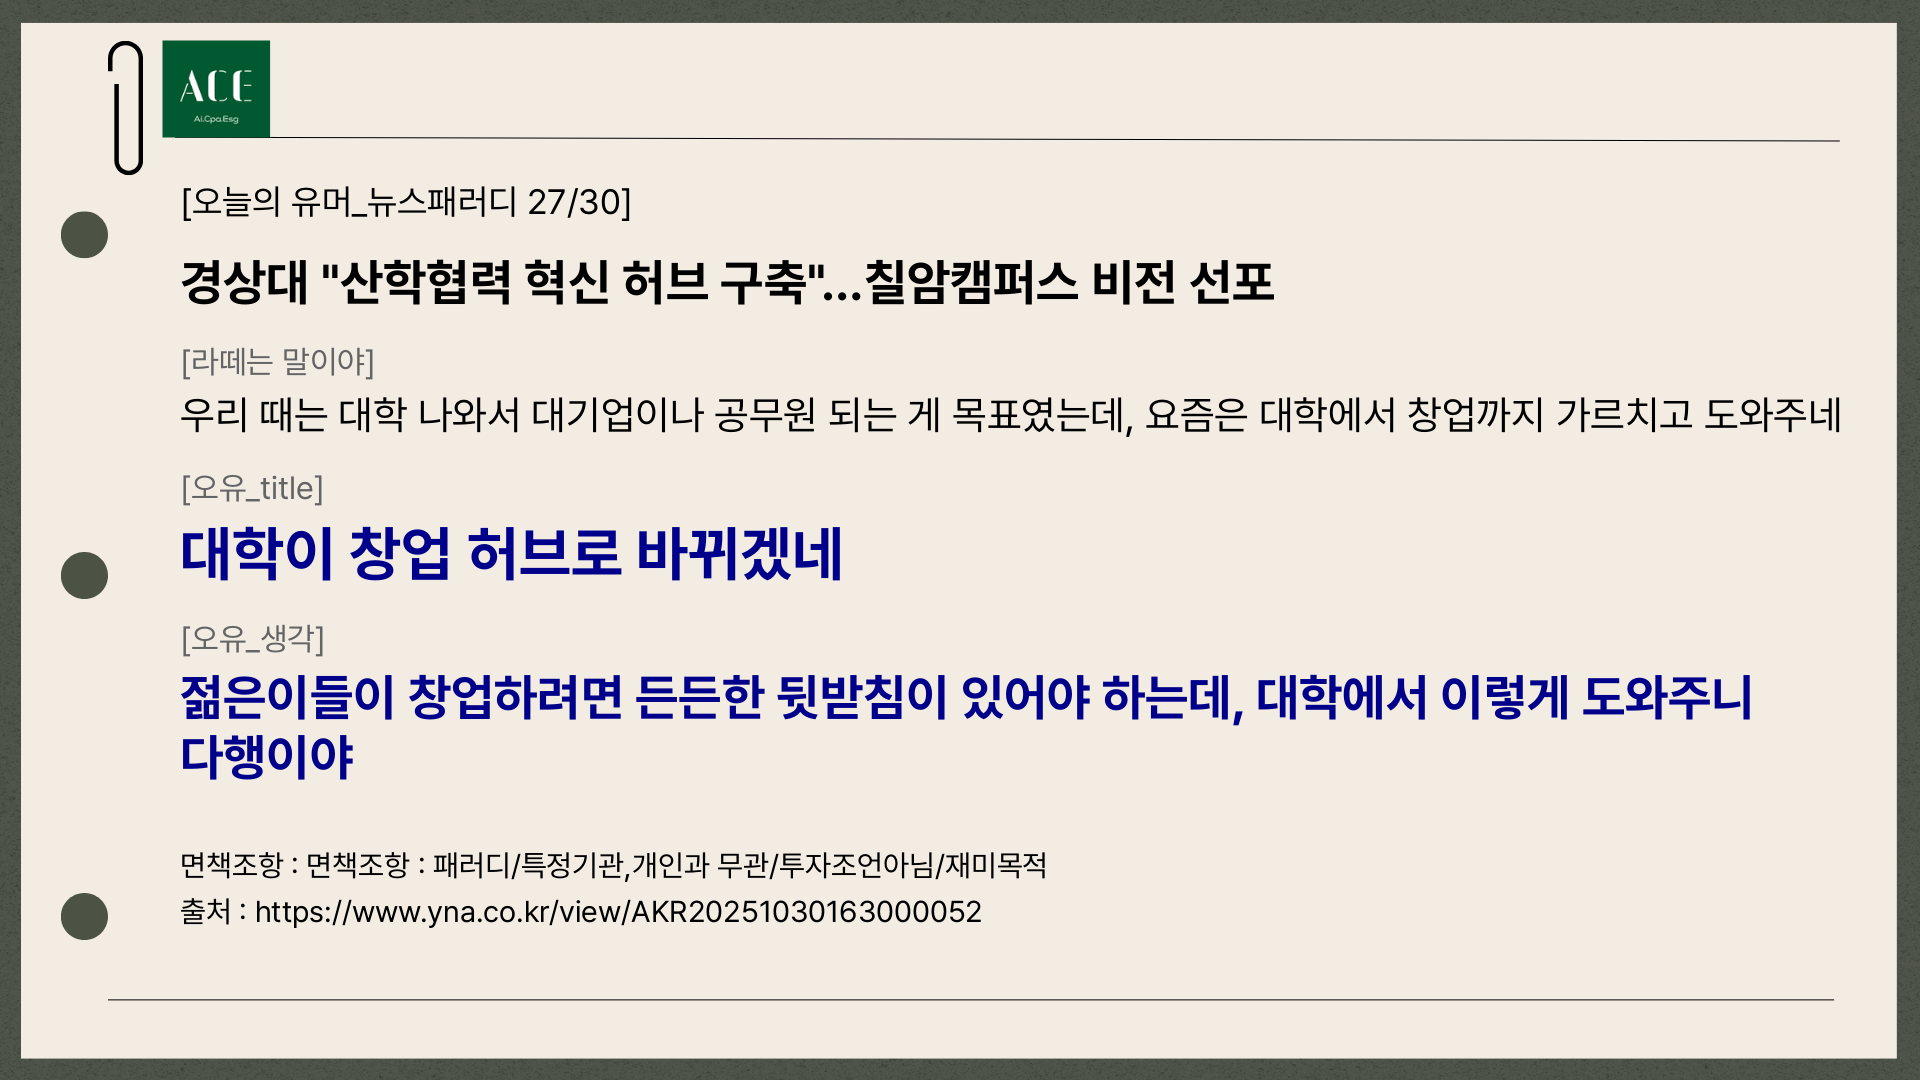 ACE
Ai.Cpa.Esg
[오늘의 유머_뉴스패러디 27/30]
경상대 "산학협력 혁신 허브 구축"...칠암캠퍼스 비전 선포
[라떼는 말이야]
우리 때는 대학 나와서 대기업이나 공무원 되는 게 목표였는데, 요즘은 대학에서 창업까지 가르치고 도와주네
[오유_title]
대학이 창업 허브로 바뀌겠네
[오유_생각]
젊은이들이 창업하려면 든든한 뒷받침이 있어야 하는데, 대학에서 이렇게 도와주니
다행이야
면책조항 : 면책조항 : 패러디/특정기관,개인과 무관/투자조언아님/재미목적
출처 : https://www.yna.co.kr/view/AKR20251030163000052